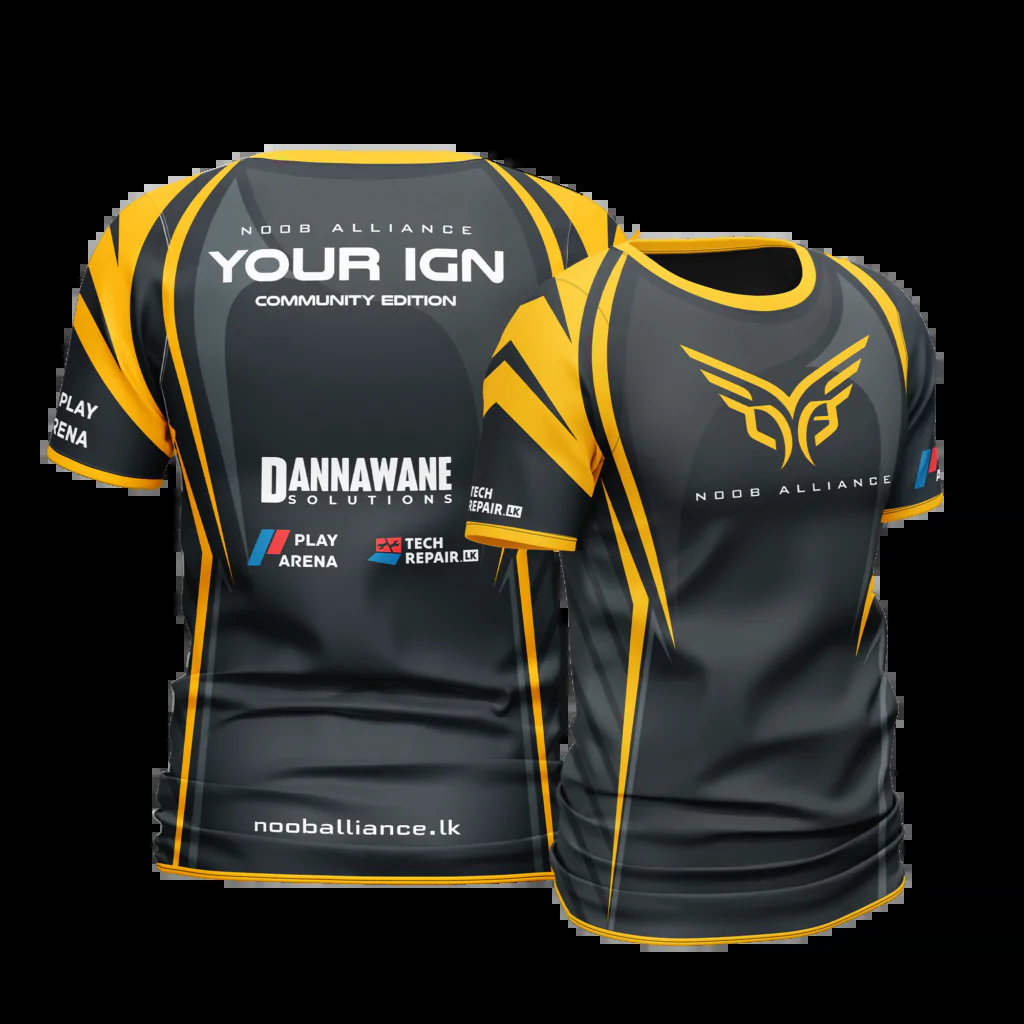 NOOB ALLIANCE
YOUR IGN
COMMUNITY EDITION
PLAY
DANNAWANE
SOLUTIONS
PLAY
ARENA
TECH
REPAIR.LK
nooballiance.lk
TECH
REPAIR.LK
NOOB ALLIANCE